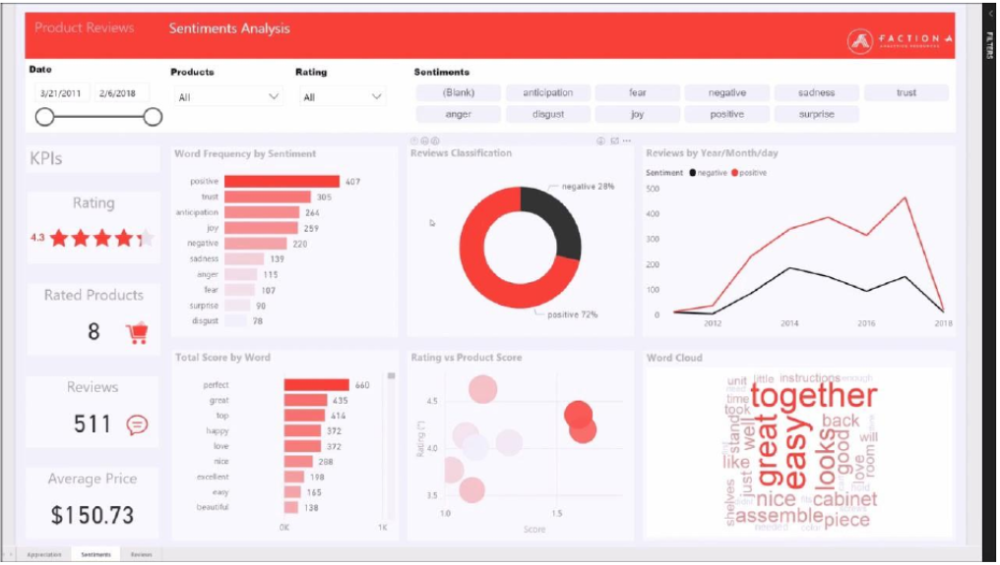 Product Reviews
Sentiments Analysis
FACTION A
FILTERS
Date
3/21/2011 2/6/2018
Products
All
Rating
All
Sentiments
(Blank) anticipation fear negative sadness trust
anger disgust joy positive surprise
KPIs
Rating
4.3
Rated Products
8
Reviews
511
Average Price
$150.73
Word Frequency by Sentiment
positive 407
trust 305
anticipation 264
joy 259
negative 220
sadness 139
anger 115
fear 107
surprise 90
disgust 78
Reviews Classification
negative 28%
positive 72%
Reviews by Year/Month/day
Sentiment negative positive
500
400
300
200
100
0
2012 2014 2016 2018
Total Score by Word
perfect 660
great 435
top 414
happy 372
love 372
nice 288
excellent 198
easy 165
beautiful 138
0K 1K
Rating vs Product Score
Rating (*)
4.5
4.0
3.5
1.0 1.5
Score
Word Cloud
unit little instructions enough
need
time together
took
stand well great easy looks back
good will
like just love room
shelves nice cabinet
hold
assemble piece
needed color
Appreciation Sentiments Reviews